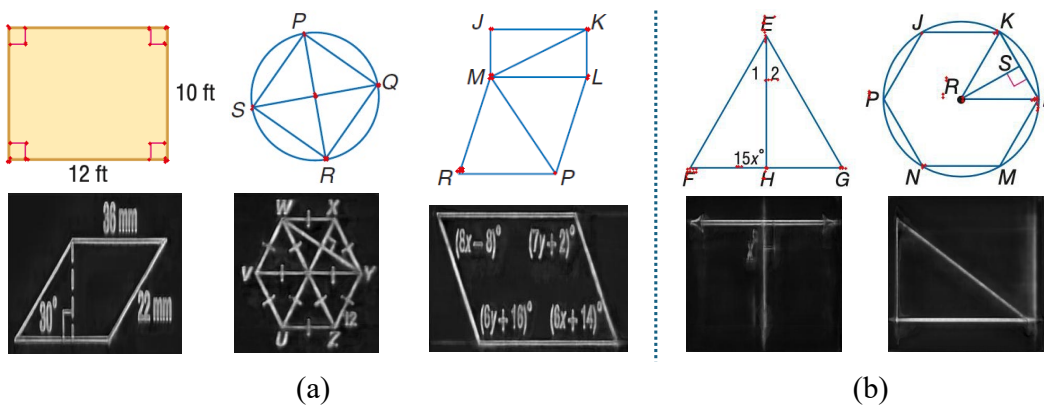 10 ft
12 ft
P
Q
S
R
J
K
M
L
R
P
E
1
2
15x°
F
H
G
J
K
S
R
P
N
M
36 mm
30°
22 mm
W
X
V
Y
U
Z
12
(8x − 8)°
(7y + 2)°
(6y + 16)°
(6x + 14)°
(a)
(b)